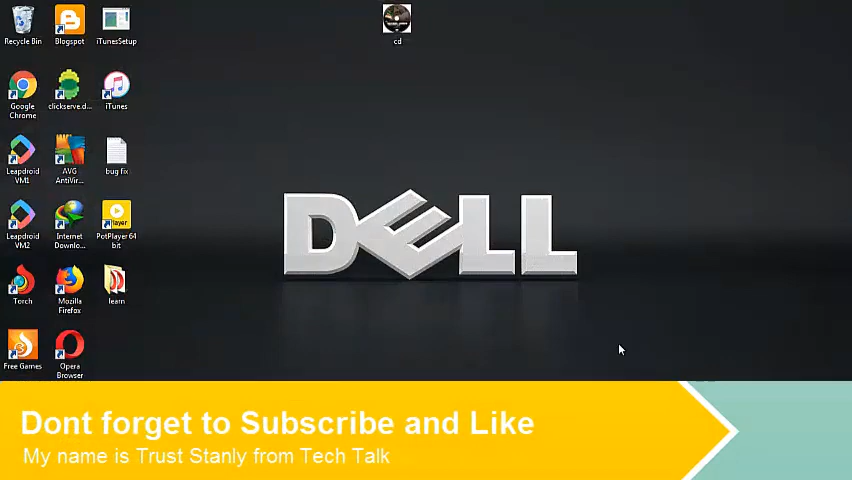 Recycle Bin
Blospot
iTunesSetup
cd
Google
Chrome
clickserve.d...
iTunes
Leapdroid
VM1
AVG
AntiVir...
bug fix
Leapdroid
VM2
Internet
Downlo...
PotPlayer 64
bit
Player
Torch
Mozilla
Firefox
learn
Free Games
Opera
Browser
DELL
Dont forget to Subscribe and Like
My name is Trust Stanly from Tech Talk